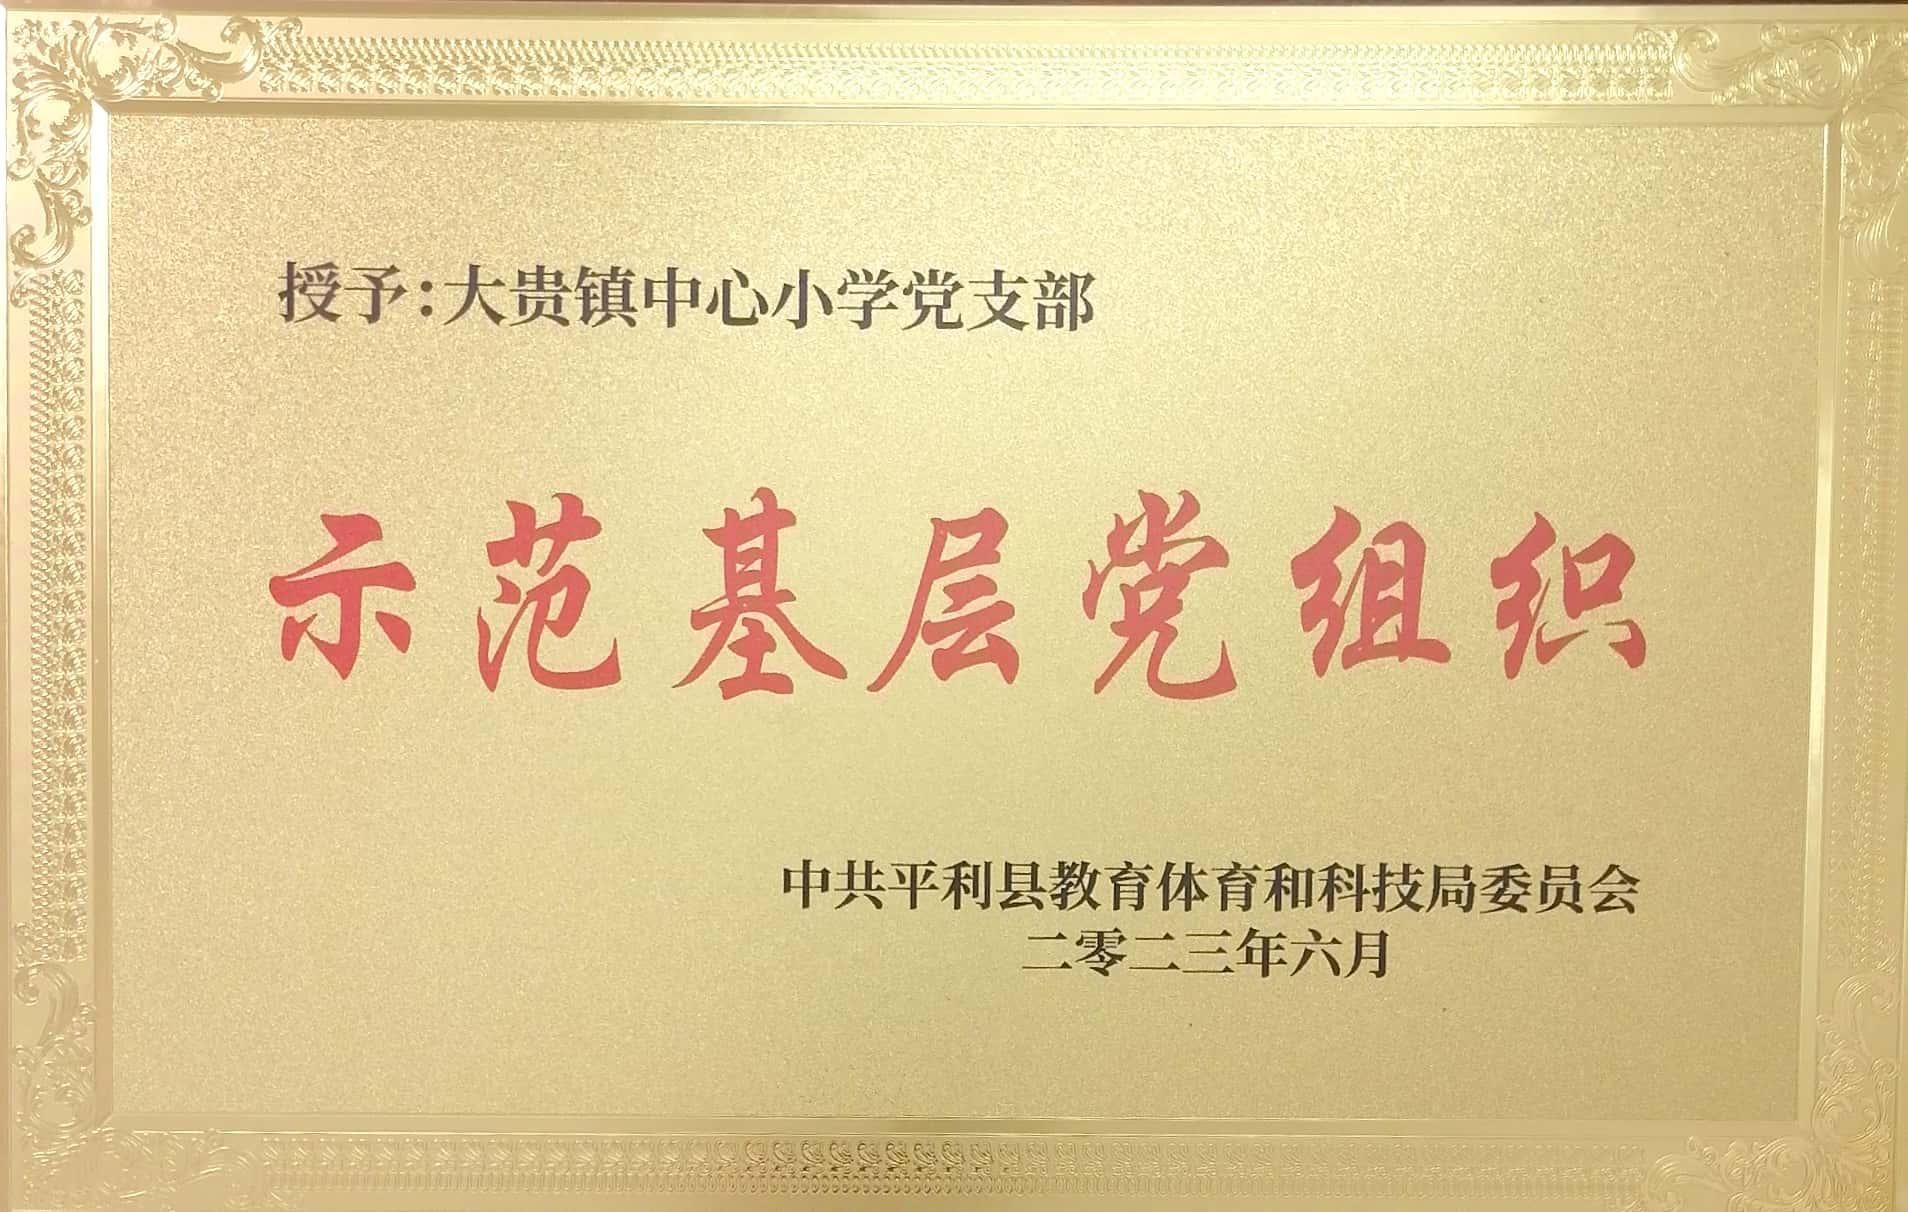 授予:大贵镇中心小学党支部
示范基层党组织
中共平利县教育体育和科技局委员会
二零二三年六月